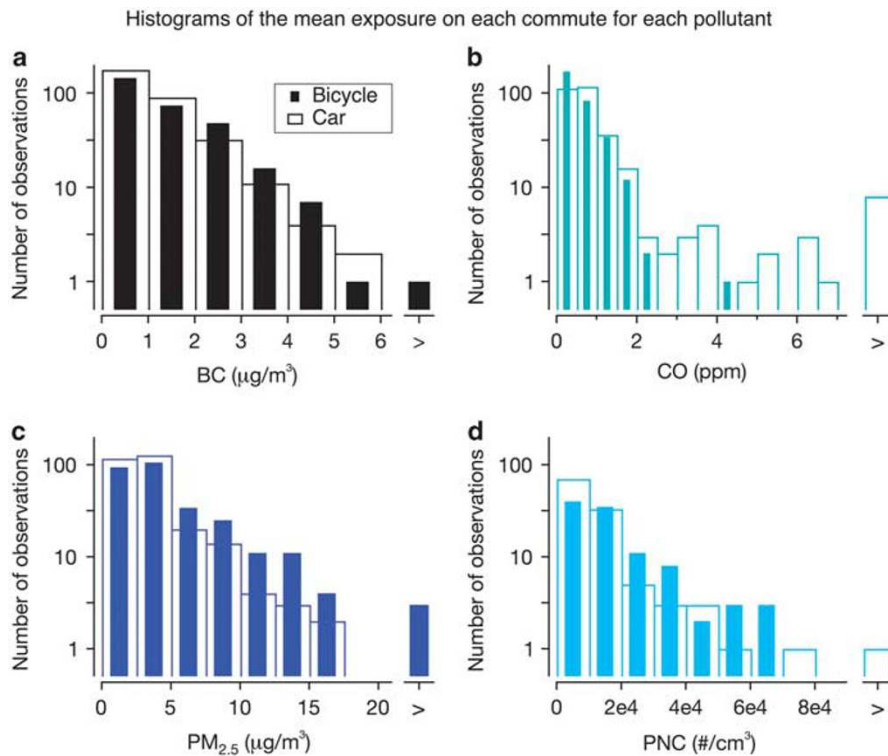 Histograms of the mean exposure on each commute for each pollutant
a
Number of observations
100
10
1
Bicycle
Car
0 1 2 3 4 5 6 >
BC (μg/m³)
b
Number of observations
100
10
1
0 2 4 6 >
CO (ppm)
c
Number of observations
100
10
1
0 5 10 15 20 >
PM₂.₅ (μg/m³)
d
Number of observations
100
10
1
0 2e4 4e4 6e4 8e4 >
PNC (#/cm³)